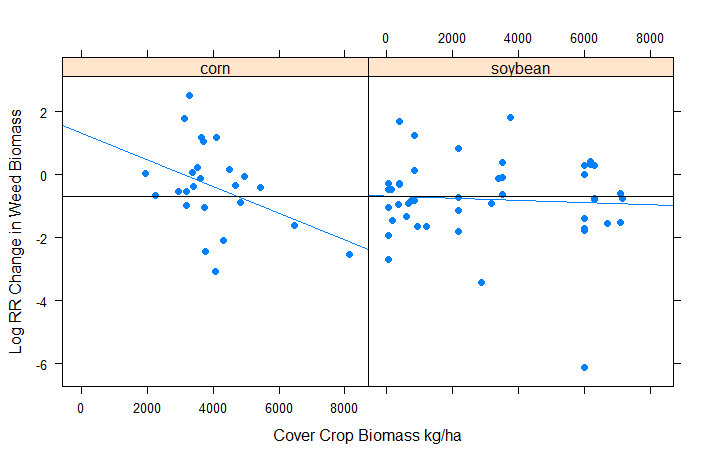 0 2000 4000 6000 8000
corn soybean
2
0
-2
-4
-6
Log RR Change in Weed Biomass
0 2000 4000 6000 8000
Cover Crop Biomass kg/ha